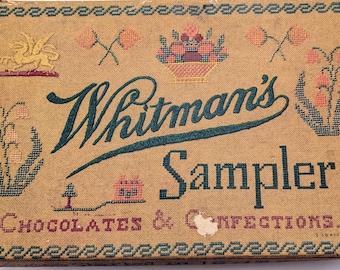 Whitman's
Sampler
CHOCOLATES & CONFECTIONS